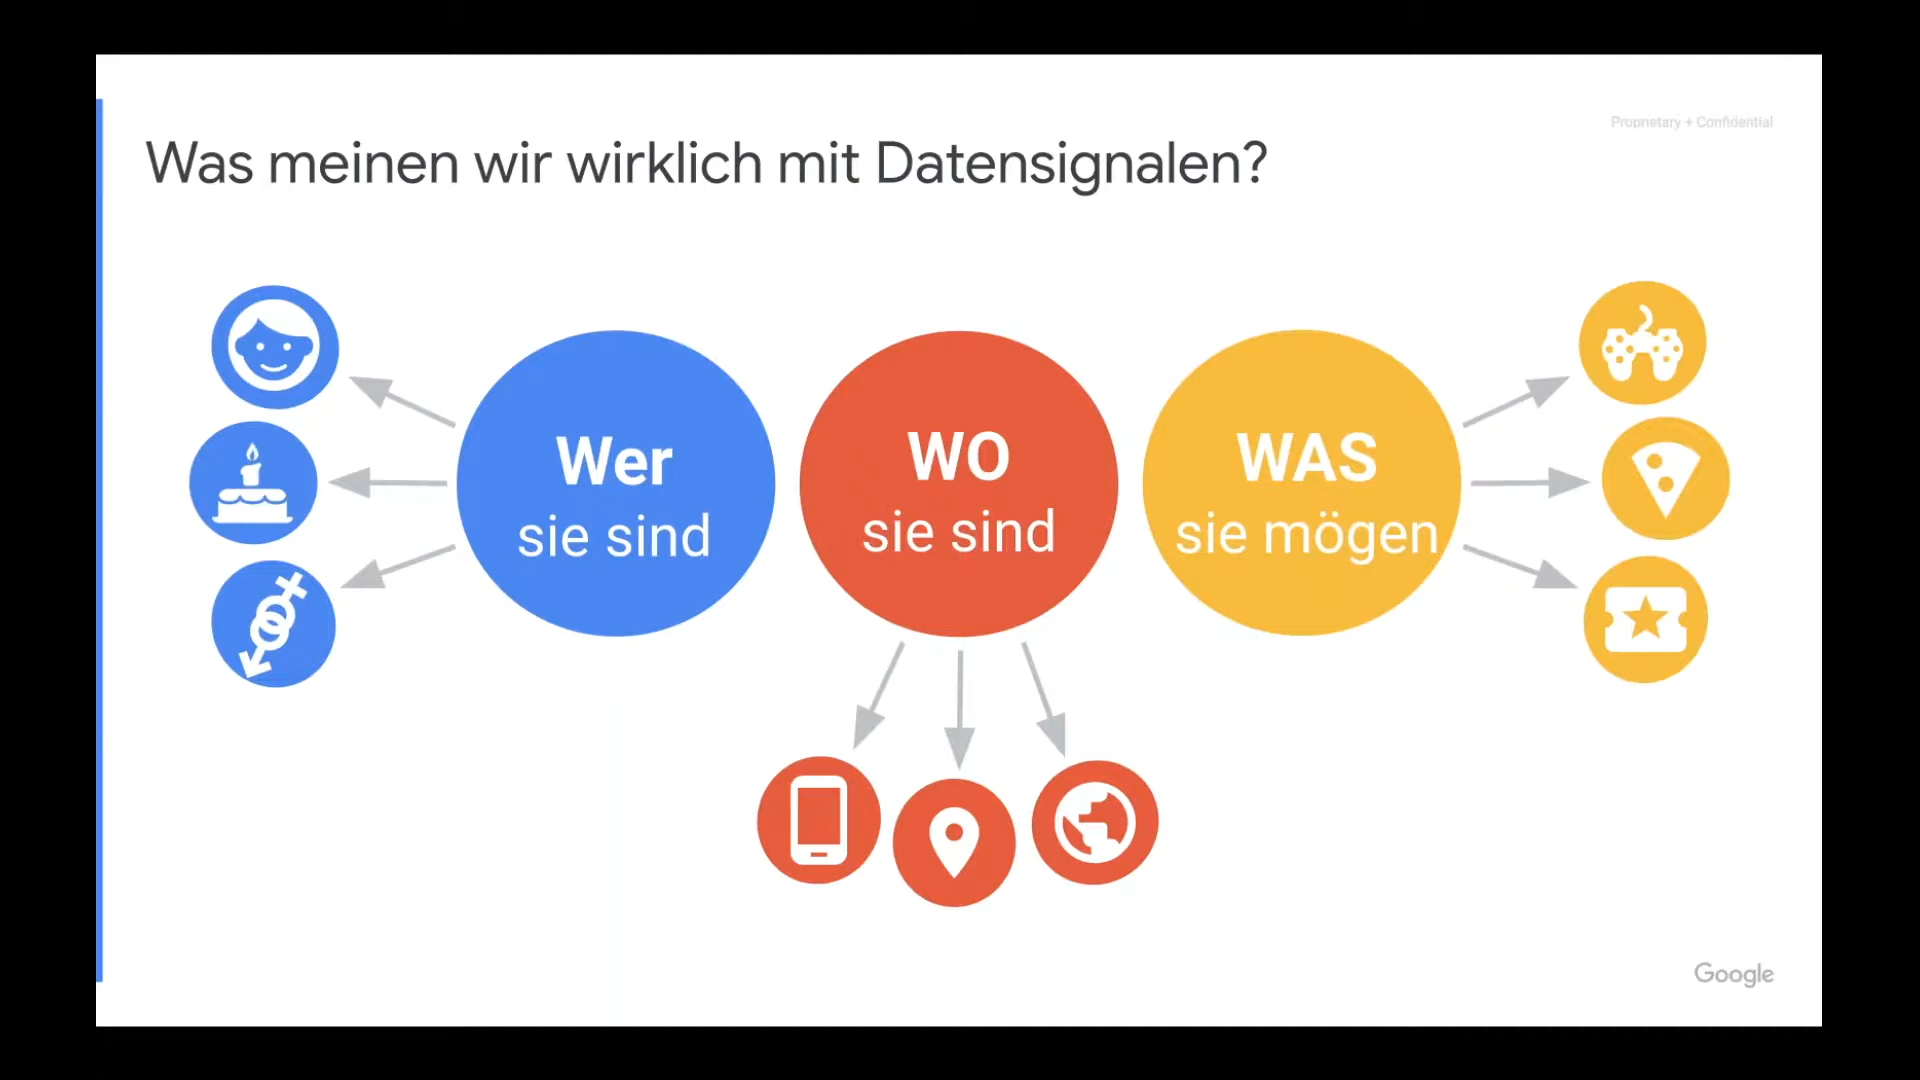 Proprietary + Confidential
Was meinen wir wirklich mit Datensignalen?
Wer
sie sind
WO
sie sind
WAS
sie mögen
Google